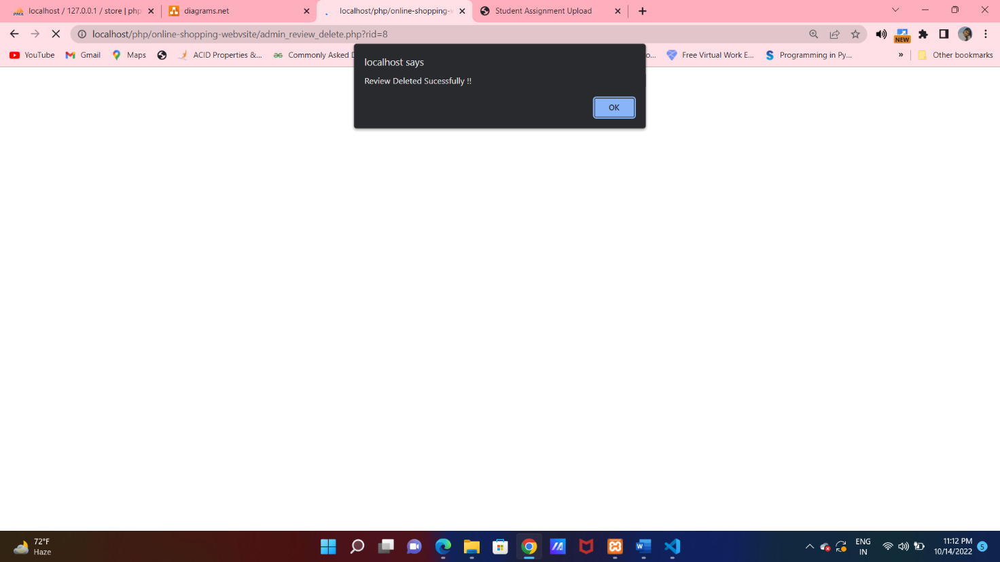 localhost / 127.0.0.1 / store | php
diagrams.net
localhost/php/online-shopping-w
Student Assignment Upload
localhost/php/online-shopping-webvsite/admin_review_delete.php?rid=8
NEW
YouTube
Gmail
Maps
ACID Properties &...
Commonly Asked D
o...
Free Virtual Work E...
Programming in Py...
»
Other bookmarks
localhost says
Review Deleted Sucessfully !!
OK
72°F
Haze
ENG
IN
11:12 PM
10/14/2022
5